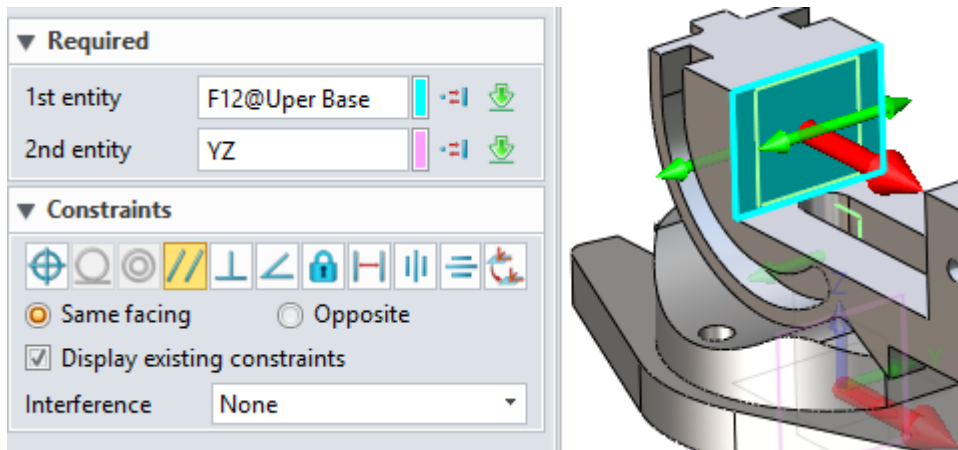 Required
1st entity F12@Uper Base
2nd entity YZ
Constraints
Same facing Opposite
Display existing constraints
Interference None
Z
Y